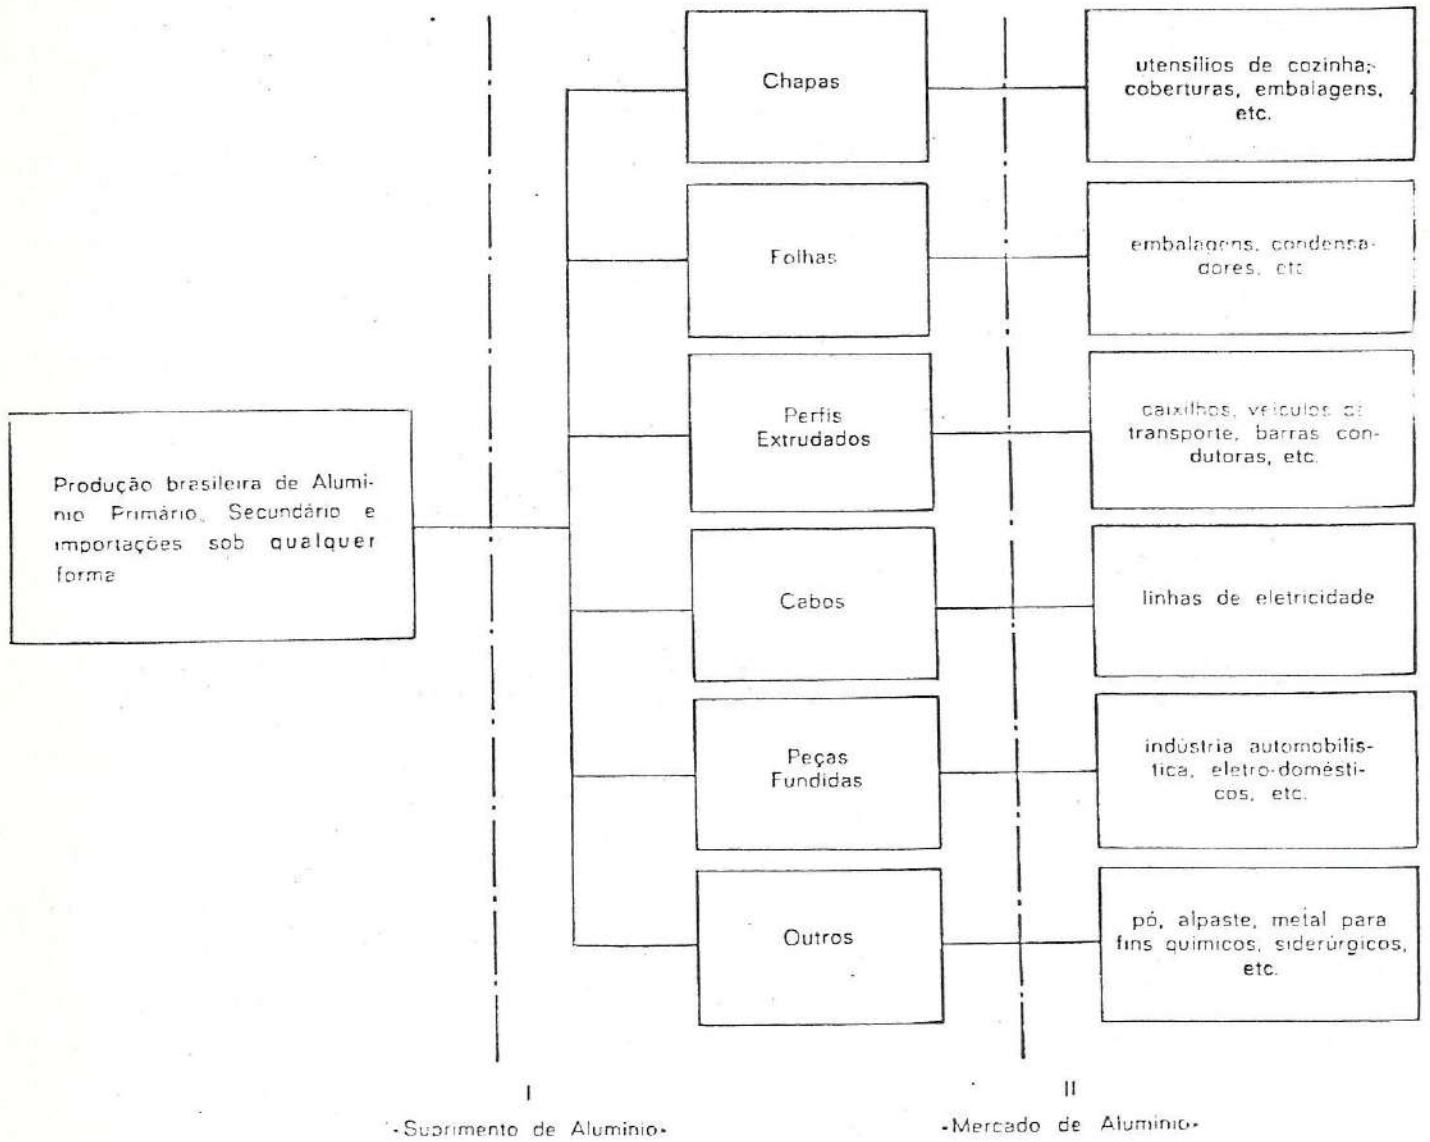 Produção brasileira de Alumí-
nio Primário, Secundário e
importações sob qualquer
forma
Chapas
utensílios de cozinha,
coberturas, embalagens,
etc.
Folhas
embalagens, condensa-
dores, etc
Perfis
Extrudados
caixilhos, veículos
transporte, barras con-
dutoras, etc.
Cabos
linhas de eletricidade
Peças
Fundidas
indústria automobilís-
tica, eletro-domésti-
cos, etc.
Outros
pó, alpaste, metal para
fins químicos, siderúrgicos,
etc.
I
-Suprimento de Alumínio-
II
-Mercado de Alumínio-